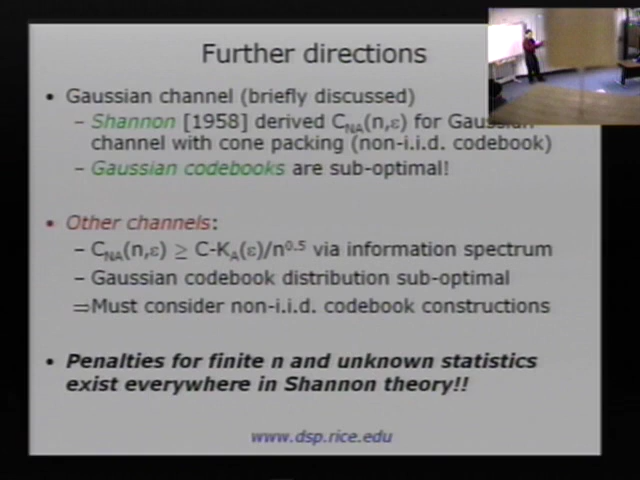 Further directions
• Gaussian channel (briefly discussed)
– Shannon [1958] derived C_NA(n,ε) for Gaussian
channel with cone packing (non-i.i.d. codebook)
– Gaussian codebooks are sub-optimal!
• Other channels:
– C_NA(n,ε) ≥ C-K_A(ε)/n^0.5 via information spectrum
– Gaussian codebook distribution sub-optimal
⇒Must consider non-i.i.d. codebook constructions
• Penalties for finite n and unknown statistics
exist everywhere in Shannon theory!!
www.dsp.rice.edu